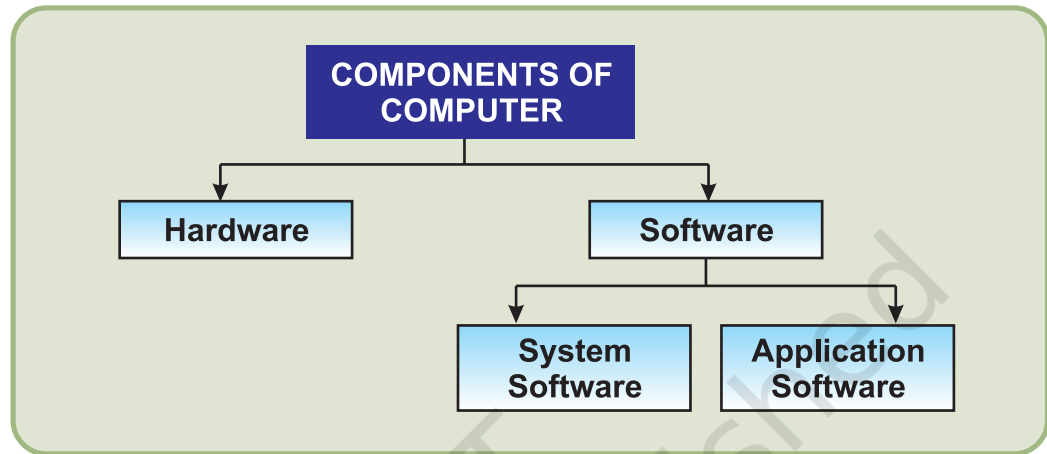 COMPONENTS OF
COMPUTER
Hardware
Software
System
Software
Application
Software